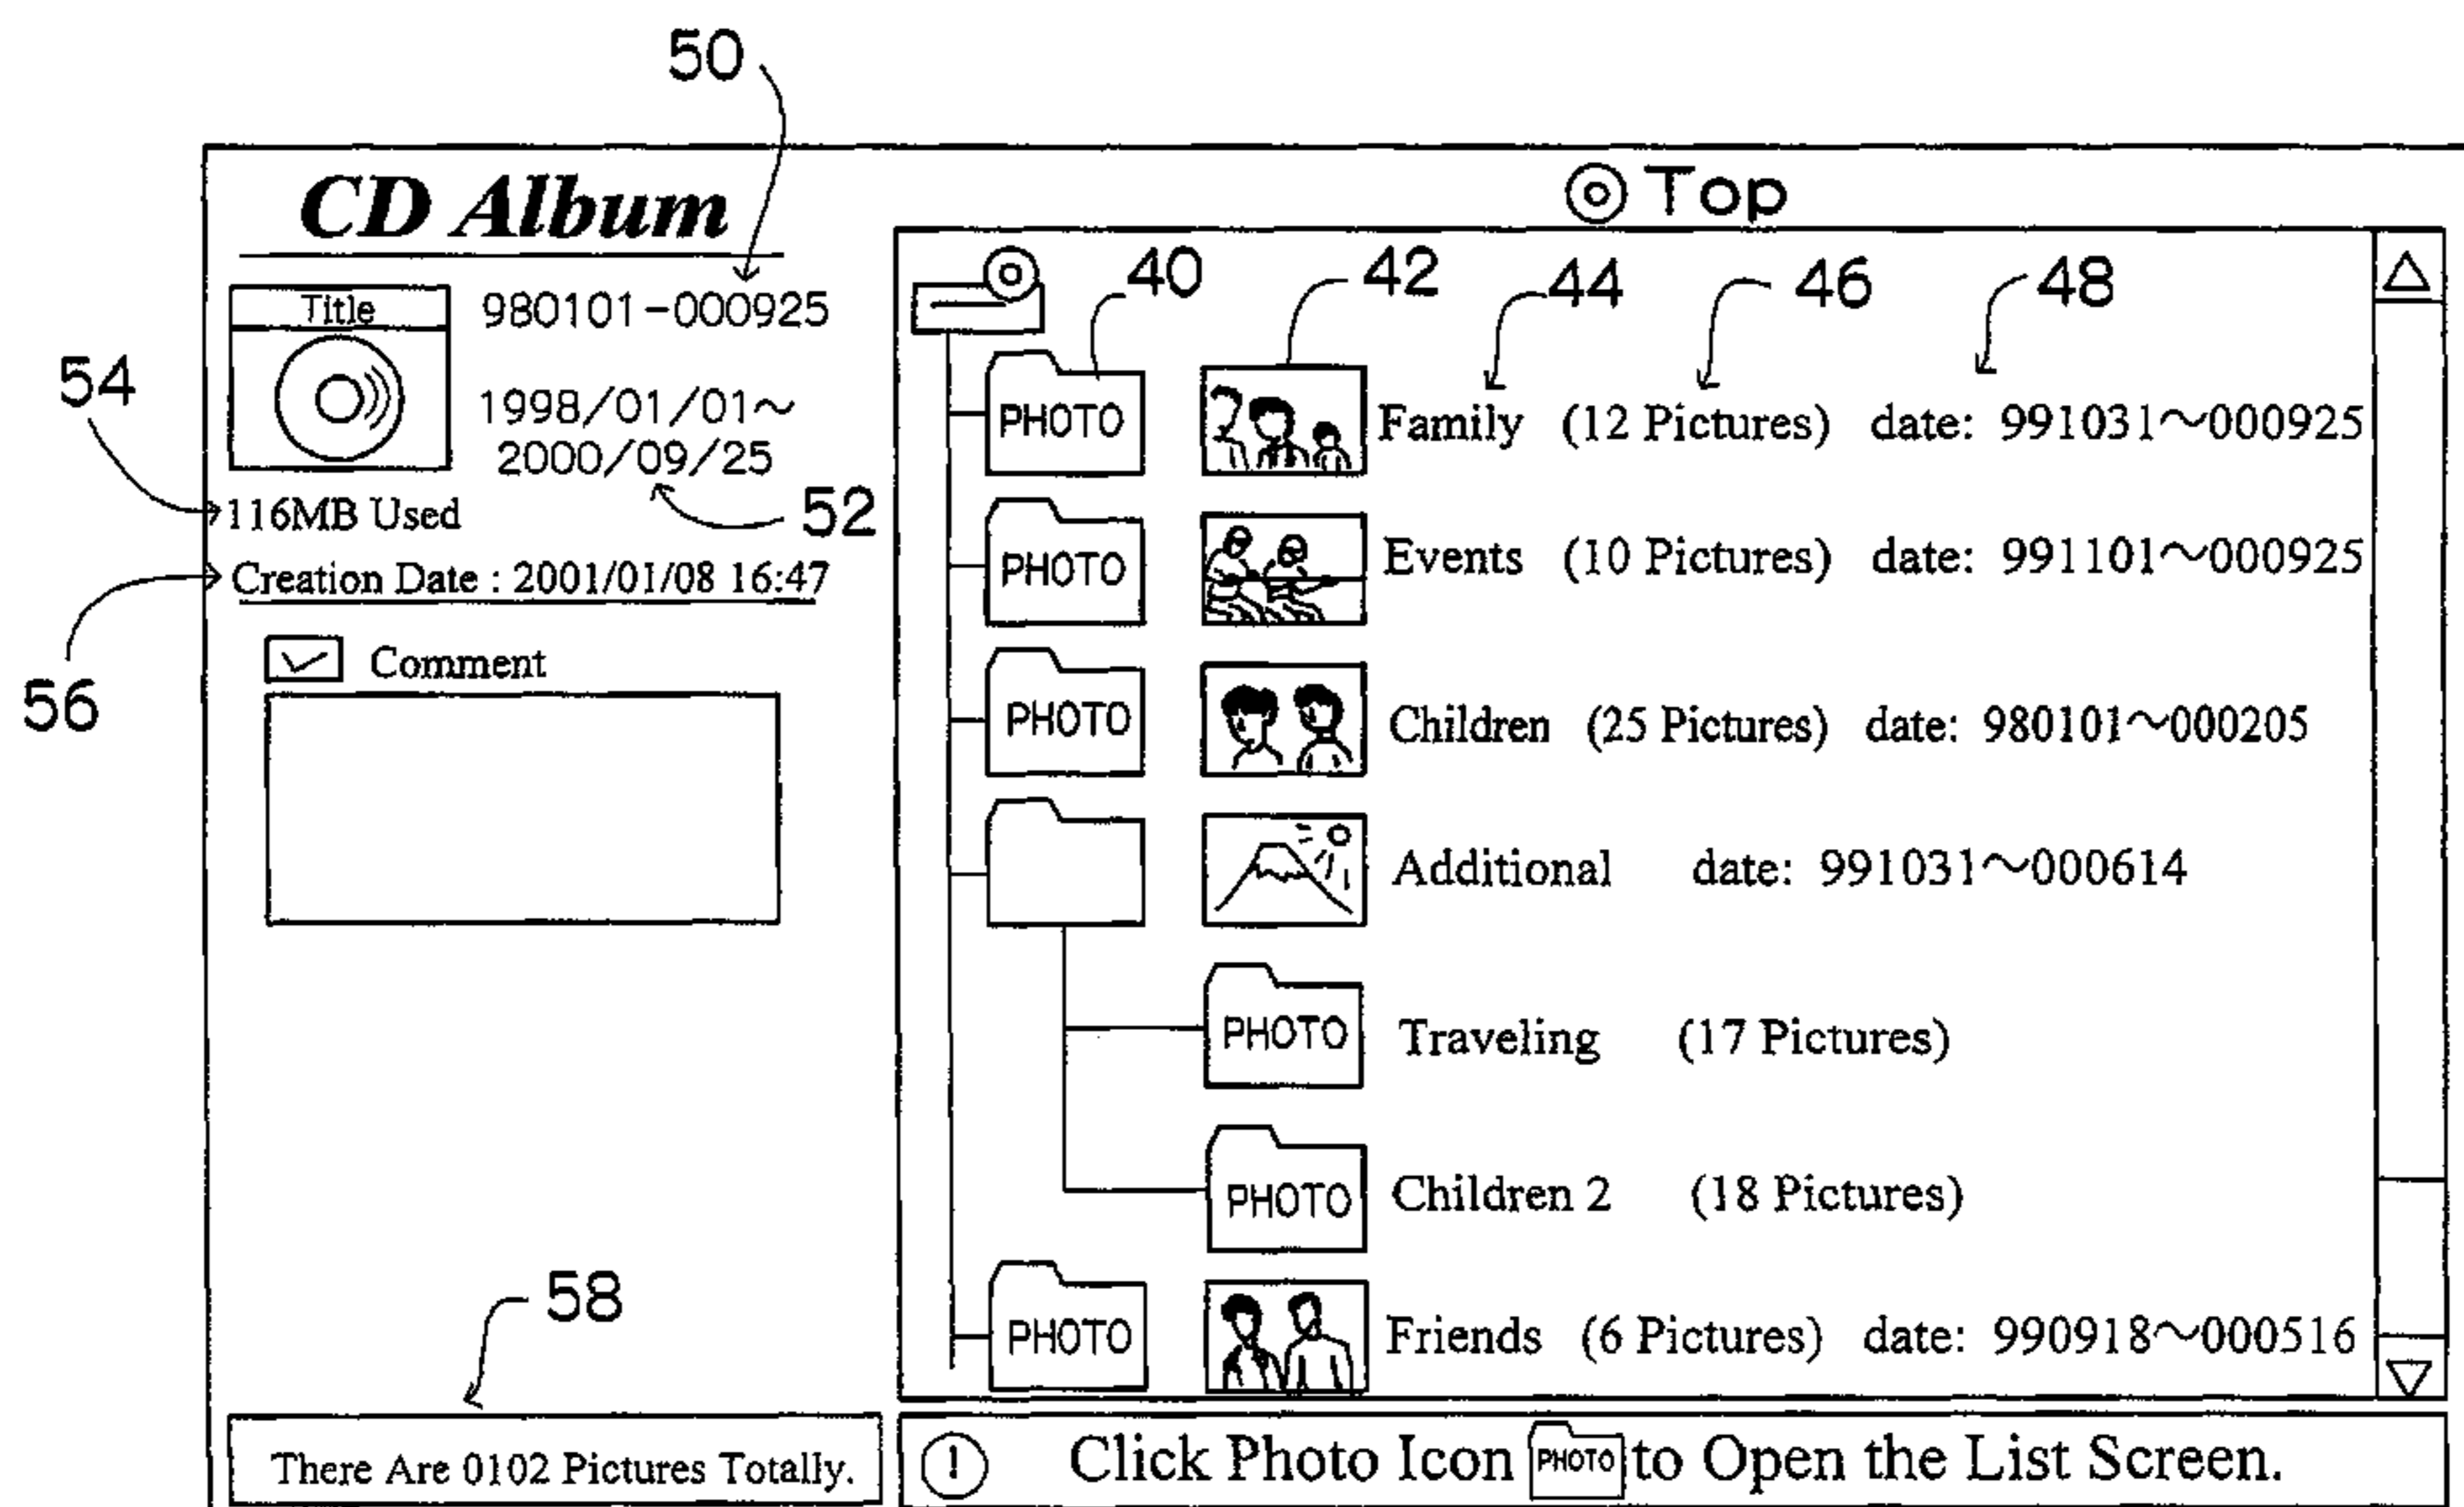 50
CD Album
Top
Title
980101-000925
1998/01/01~
2000/09/25
52
54
116MB Used
56
Creation Date : 2001/01/08 16:47
Comment
58
There Are 0102 Pictures Totally.
40 42 44 46 48
PHOTO Family (12 Pictures) date: 991031~000925
PHOTO Events (10 Pictures) date: 991101~000925
PHOTO Children (25 Pictures) date: 980101~000205
Additional date: 991031~000614
PHOTO Traveling (17 Pictures)
PHOTO Children 2 (18 Pictures)
PHOTO Friends (6 Pictures) date: 990918~000516
! Click Photo Icon PHOTO to Open the List Screen.